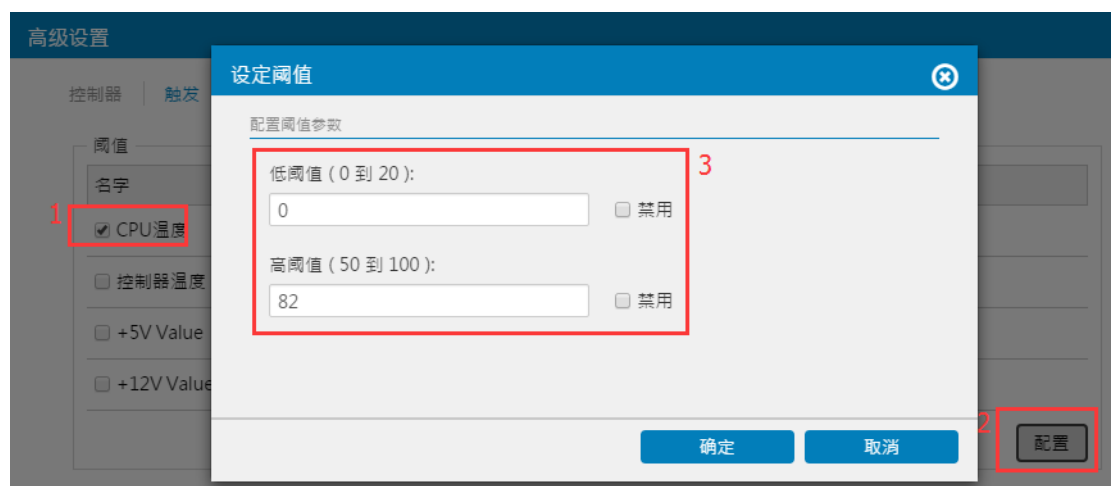 高级设置
设定阈值
控制器
触发
配置阈值参数
阈值
名字
低阈值 ( 0 到 20 ):
3
1
CPU温度
0
禁用
高阈值 ( 50 到 100 ):
控制器温度
82
禁用
+5V Value
+12V Value
确定
取消
2
配置